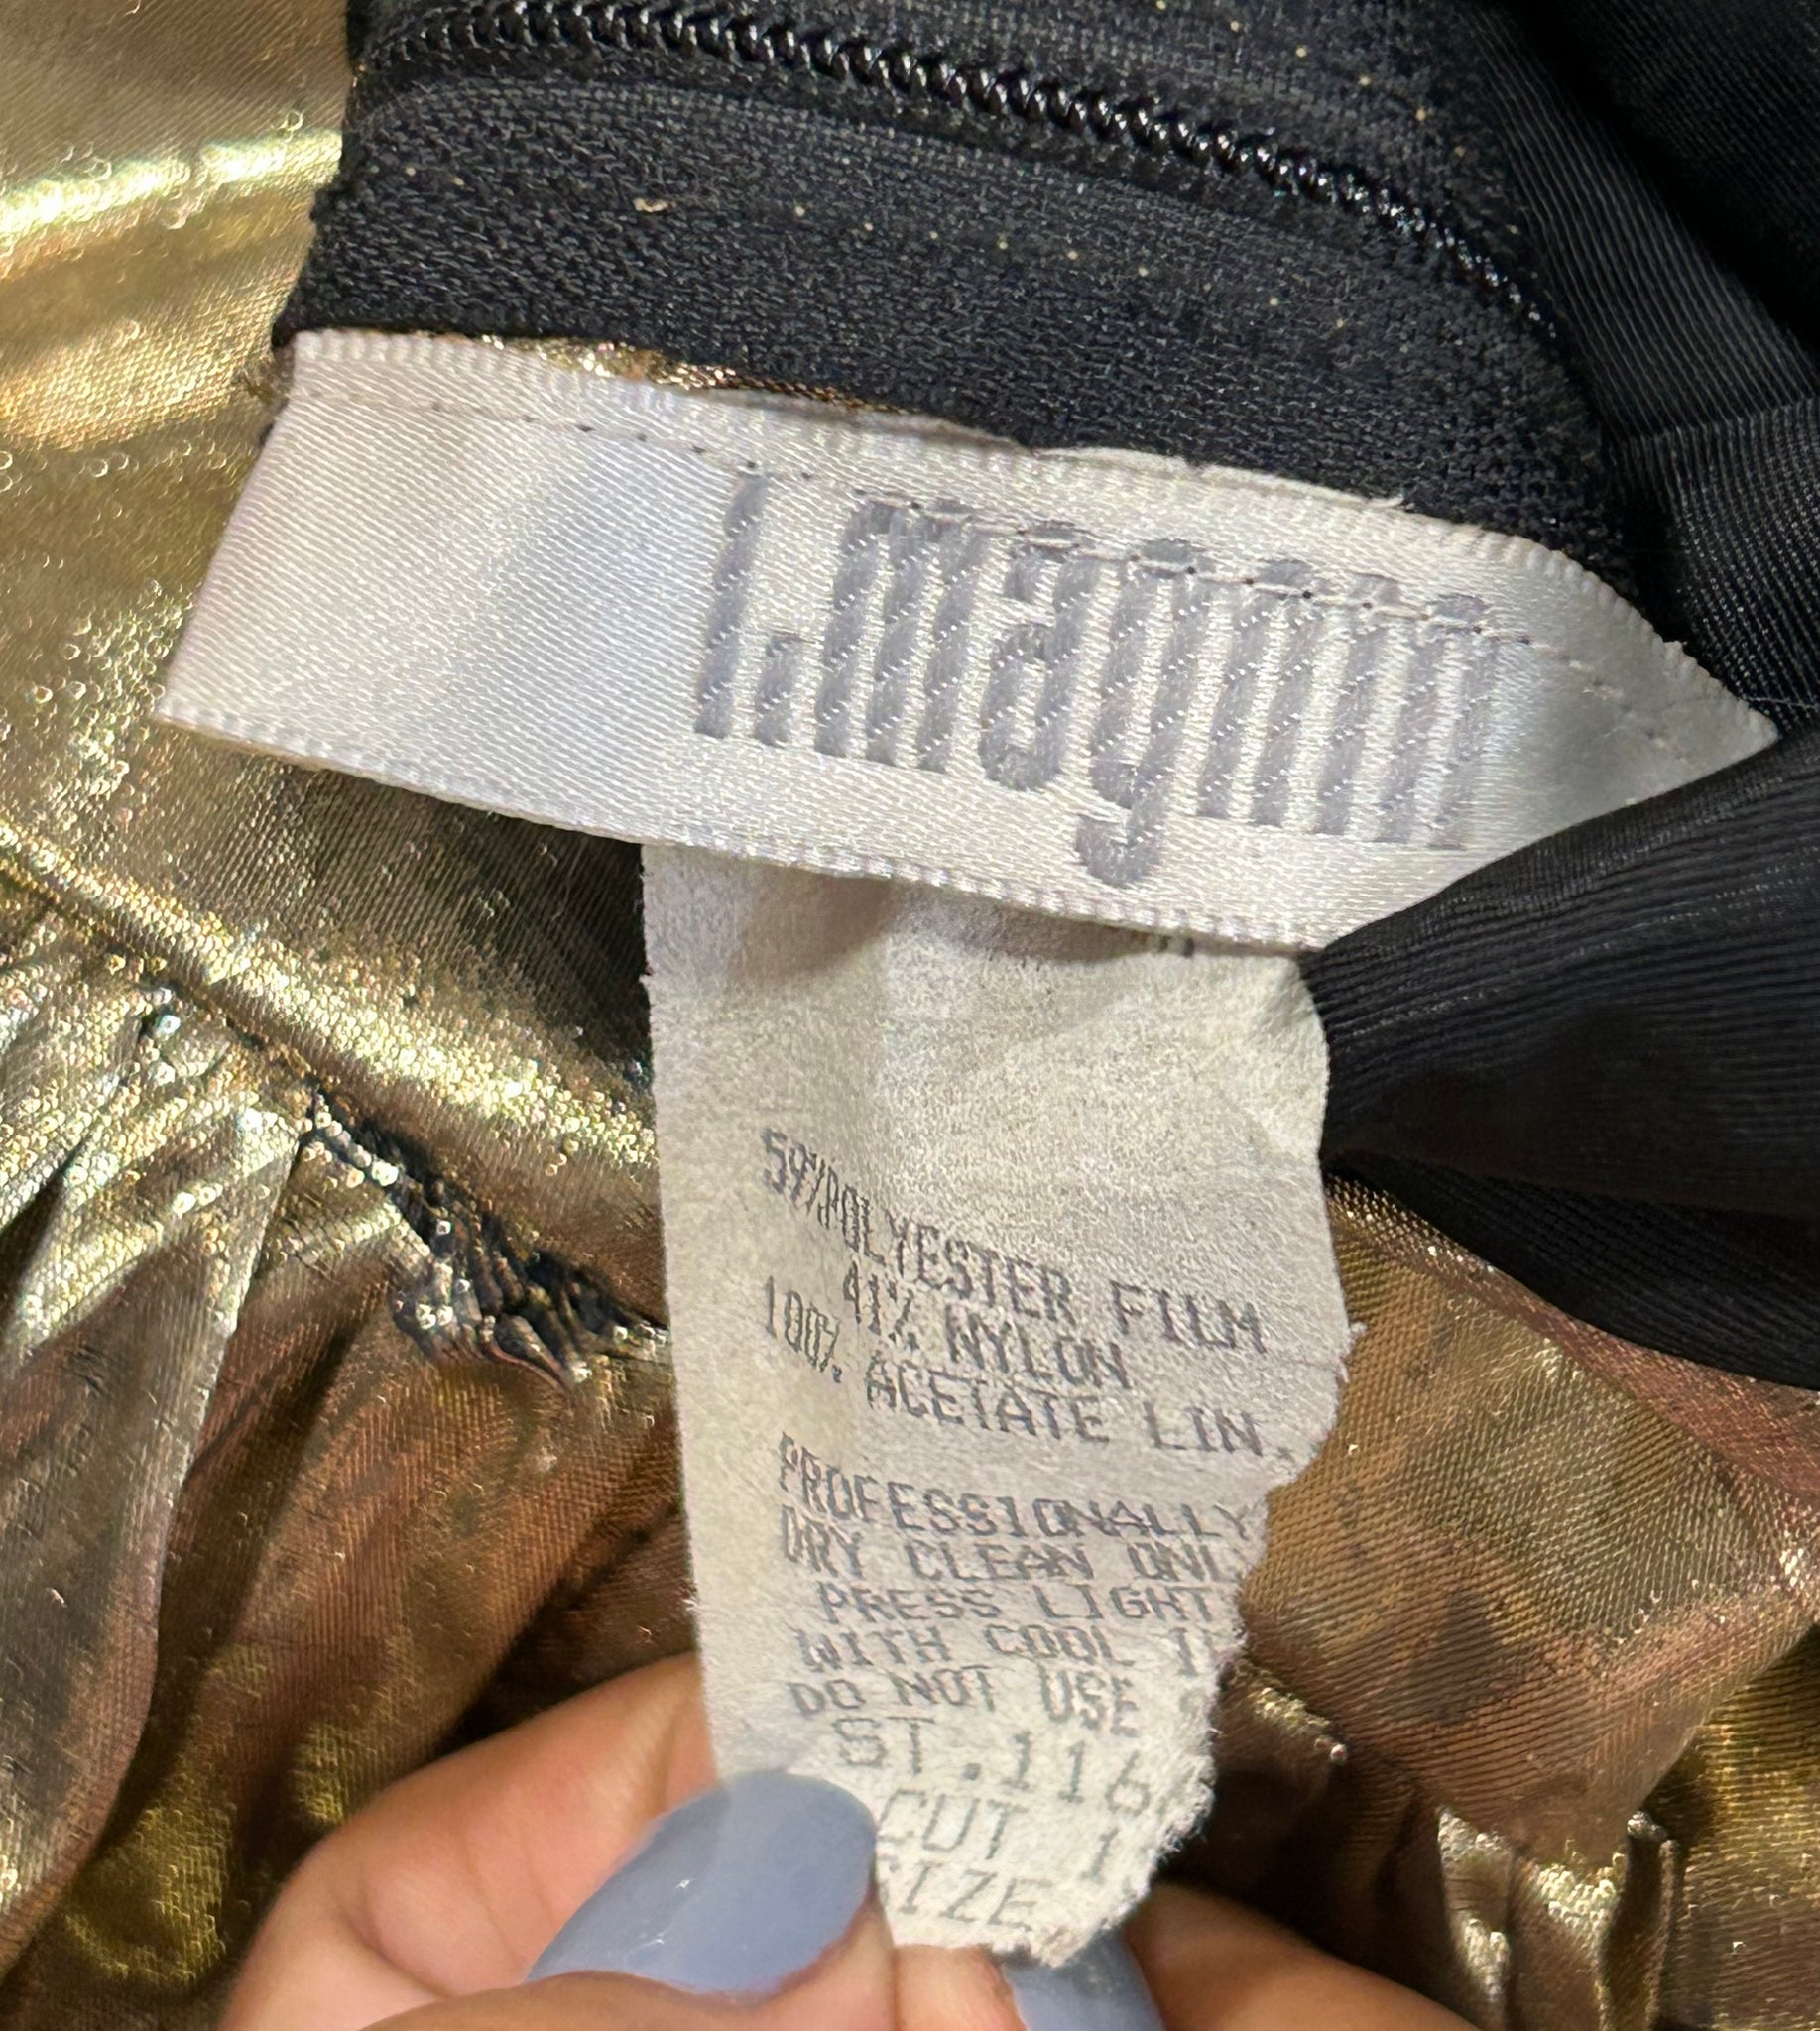 I.Magnin
59%POLYESTER FILM
41% NYLON
100% ACETATE LIN.
PROFESSIONALLY
DRY CLEAN ONL
PRESS LIGHT
WITH COOL I
DO NOT USE
ST.116
CUT 1
SIZE